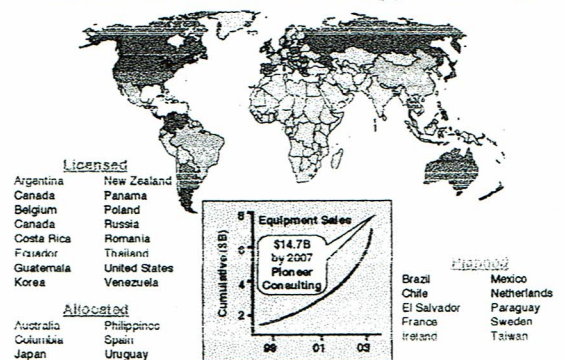 Licensed
Argentina New Zealand
Canada Panama
Belgium Poland
Canada Russia
Costa Rica Romania
Ecuador Thailand
Guatemala United States
Korea Venezuela
Allocated
Australia Philippines
Columbia Spain
Japan Uruguay
Equipment Sales
$14.7B
by 2007
Pioneer
Consulting
Cumulative ($B)
8
6
4
2
99 01 03
Planned
Brazil Mexico
Chile Netherlands
El Salvador Paraguay
France Sweden
Ireland Taiwan